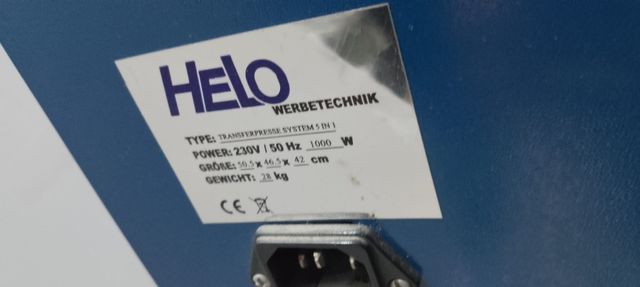 HELO
WERBETECHNIK
TYPE: TRANSFERPRESSE SYSTEM 5 IN 1
POWER: 230V / 50 Hz 1000 W
GRÖßE: 50.5 x 46.5 x 42 cm
GEWICHT: 28 kg
CE